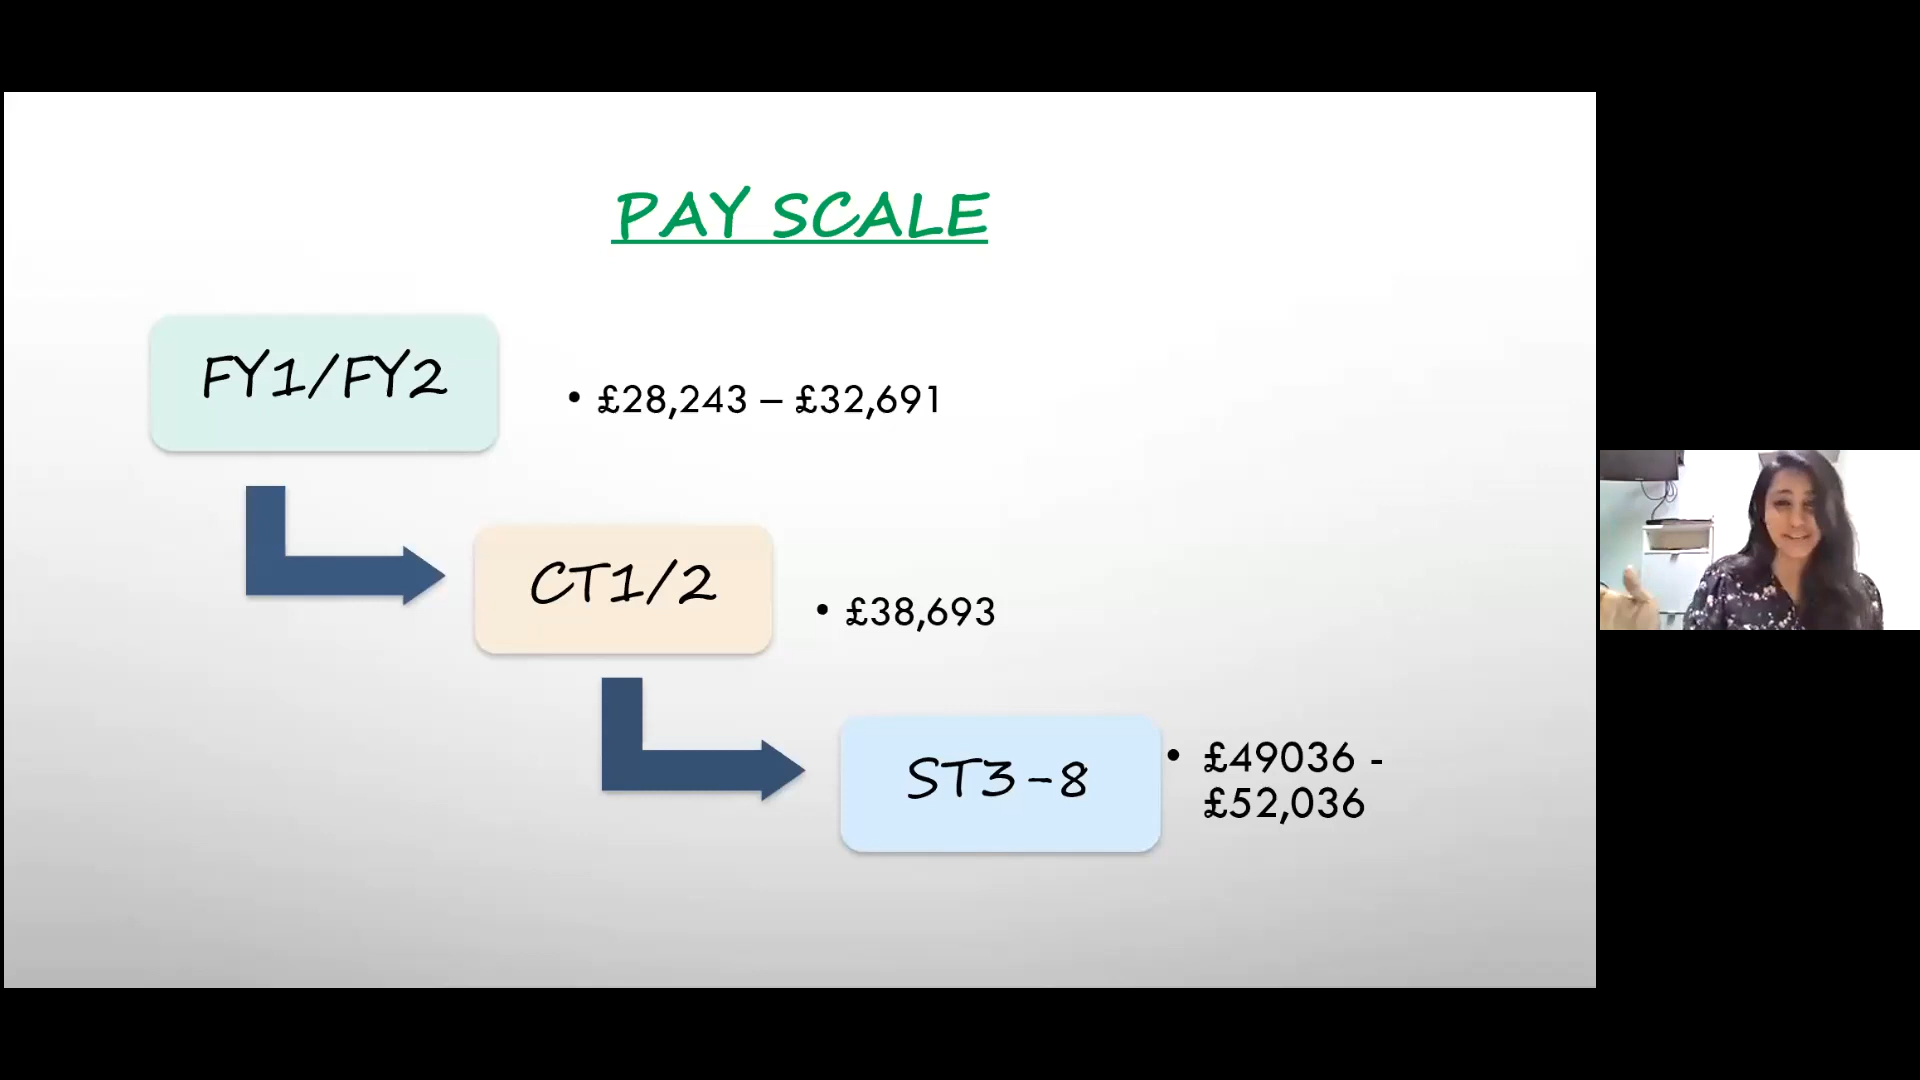 PAY SCALE
FY1/FY2
• £28,243 – £32,691
CT1/2
• £38,693
ST3-8
• £49036 -
£52,036